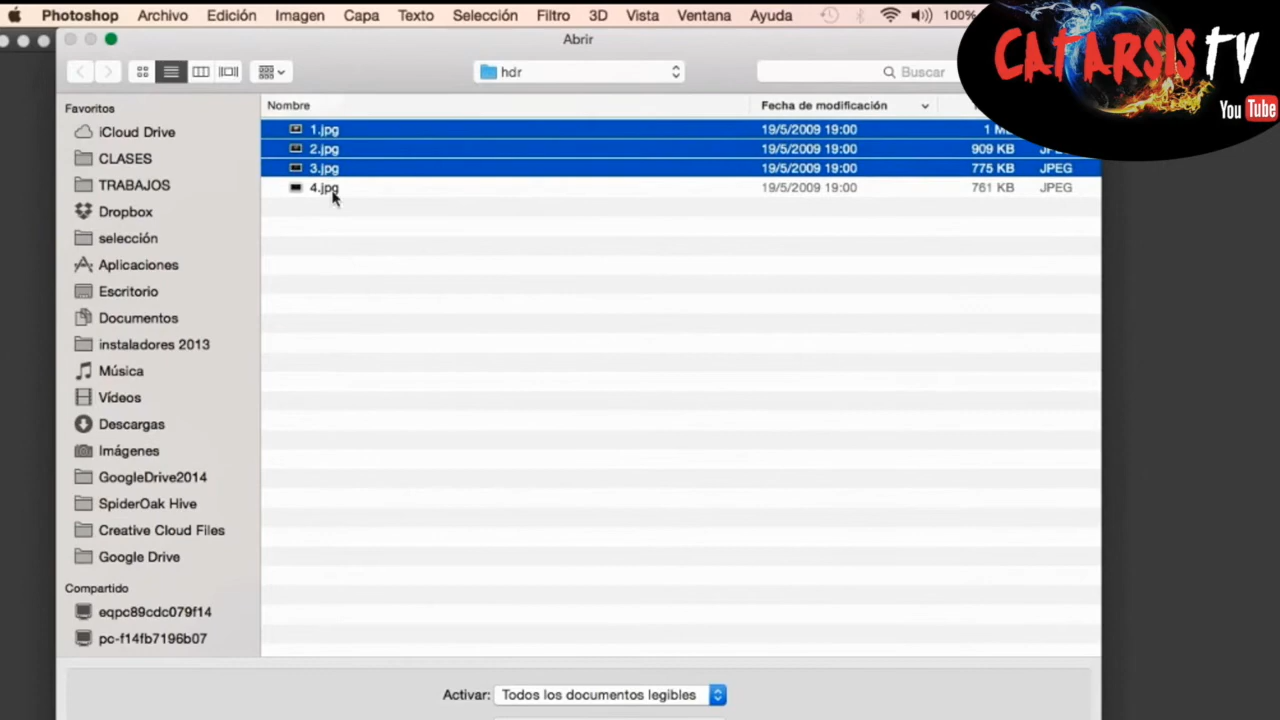 Photoshop Archivo Edición Imagen Capa Texto Selección Filtro 3D Vista Ventana Ayuda 100%
CATARSIS TV
You Tube
Abrir
hdr
Buscar
Favoritos
iCloud Drive
CLASES
TRABAJOS
Dropbox
selección
Aplicaciones
Escritorio
Documentos
instaladores 2013
Música
Vídeos
Descargas
Imágenes
GoogleDrive2014
SpiderOak Hive
Creative Cloud Files
Google Drive
Compartido
eqpc89cdc079f14
pc-f14fb7196b07
Nombre Fecha de modificación
1.jpg 19/5/2009 19:00 1
2.jpg 19/5/2009 19:00 909 KB
3.jpg 19/5/2009 19:00 775 KB JPEG
4.jpg 19/5/2009 19:00 761 KB JPEG
Activar: Todos los documentos legibles